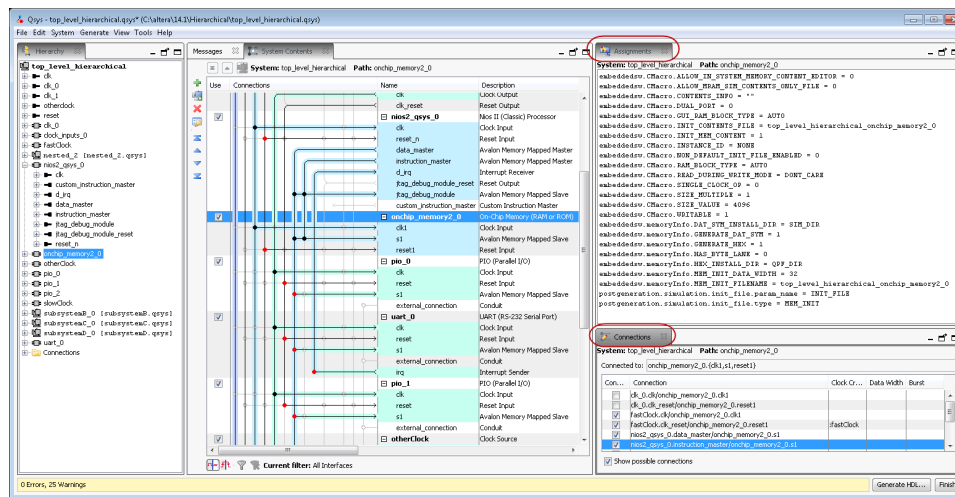 Qsys - top_level_hierarchical.qsys* (C:\altera\14.1\Hierarchical\top_level_hierarchical.qsys)
File Edit System Generate View Tools Help
Hierarchy
top_level_hierarchical
clk
clk_0
clk_1
otherclock
reset
clk_0
clock_inputs_0
fastClock
nested_2 [nested_2.qsys]
nios2_qsys_0
clk
custom_instruction_master
d_irq
data_master
instruction_master
jtag_debug_module
jtag_debug_module_reset
reset_n
onchip_memory2_0
otherClock
pio_0
pio_1
pio_2
slowClock
subsystemB_0 [subsystemB.qsys]
subsystemC_0 [subsystemC.qsys]
subsystemD_0 [subsystemD.qsys]
uart_0
Connections
Messages System Contents
System: top_level_hierarchical Path: onchip_memory2_0
Use Connections Name Description
clk Clock Output
clk_reset Reset Output
nios2_qsys_0 Nios II (Classic) Processor
clk Clock Input
reset_n Reset Input
data_master Avalon Memory Mapped Master
instruction_master Avalon Memory Mapped Master
d_irq Interrupt Receiver
jtag_debug_module_reset Reset Output
jtag_debug_module Avalon Memory Mapped Slave
custom_instruction_master Custom Instruction Master
onchip_memory2_0 On-Chip Memory (RAM or ROM)
clk1 Clock Input
s1 Avalon Memory Mapped Slave
reset1 Reset Input
pio_0 PIO (Parallel I/O)
clk Clock Input
reset Reset Input
s1 Avalon Memory Mapped Slave
external_connection Conduit
uart_0 UART (RS-232 Serial Port)
clk Clock Input
reset Reset Input
s1 Avalon Memory Mapped Slave
external_connection Conduit
irq Interrupt Sender
pio_1 PIO (Parallel I/O)
clk Clock Input
reset Reset Input
s1 Avalon Memory Mapped Slave
external_connection Conduit
otherClock Clock Source
Current filter: All Interfaces
Assignments
System: top_level_hierarchical Path: onchip_memory2_0
embeddedsw.CMacro.ALLOW_IN_SYSTEM_MEMORY_CONTENT_EDITOR = 0
embeddedsw.CMacro.ALLOW_MRAM_SIM_CONTENTS_ONLY_FILE = 0
embeddedsw.CMacro.CONTENTS_INFO = ""
embeddedsw.CMacro.DUAL_PORT = 0
embeddedsw.CMacro.GUI_RAM_BLOCK_TYPE = AUTO
embeddedsw.CMacro.INIT_CONTENTS_FILE = top_level_hierarchical_onchip_memory2_0
embeddedsw.CMacro.INIT_MEM_CONTENT = 1
embeddedsw.CMacro.INSTANCE_ID = NONE
embeddedsw.CMacro.NON_DEFAULT_INIT_FILE_ENABLED = 0
embeddedsw.CMacro.RAM_BLOCK_TYPE = AUTO
embeddedsw.CMacro.READ_DURING_WRITE_MODE = DONT_CARE
embeddedsw.CMacro.SINGLE_CLOCK_OP = 0
embeddedsw.CMacro.SIZE_MULTIPLE = 1
embeddedsw.CMacro.SIZE_VALUE = 4096
embeddedsw.CMacro.WRITABLE = 1
embeddedsw.memoryInfo.DAT_SYM_INSTALL_DIR = SIM_DIR
embeddedsw.memoryInfo.GENERATE_DAT_SYM = 1
embeddedsw.memoryInfo.GENERATE_HEX = 1
embeddedsw.memoryInfo.HAS_BYTE_LANE = 0
embeddedsw.memoryInfo.HEX_INSTALL_DIR = QPF_DIR
embeddedsw.memoryInfo.MEM_INIT_DATA_WIDTH = 32
embeddedsw.memoryInfo.MEM_INIT_FILENAME = top_level_hierarchical_onchip_memory2_0
postgeneration.simulation.init_file.param_name = INIT_FILE
postgeneration.simulation.init_file.type = MEM_INIT
Connections
System: top_level_hierarchical Path: onchip_memory2_0
Connected to: onchip_memory2_0.{clk1,s1,reset1}
Con... Connection Clock Cr... Data Width Burst
clk_0.clk/onchip_memory2_0.clk1
clk_0.clk_reset/onchip_memory2_0.reset1
fastClock.clk/onchip_memory2_0.clk1
fastClock.clk_reset/onchip_memory2_0.reset1 :fastClock
nios2_qsys_0.data_master/onchip_memory2_0.s1
nios2_qsys_0.instruction_master/onchip_memory2_0.s1
Show possible connections
0 Errors, 25 Warnings
Generate HDL... Finish